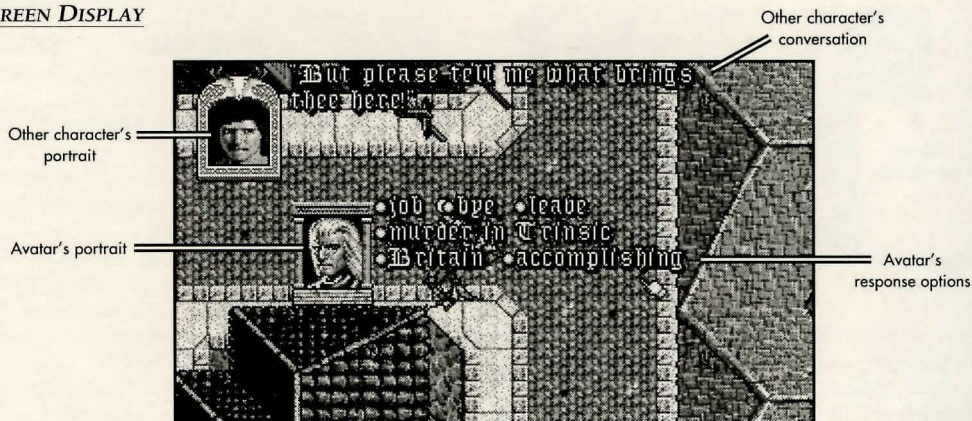 REEN DISPLAY
Other character's
conversation
"But please tell me what brings
thee here!"
Other character's
portrait
job bye leave
murder in Trinsic
Avatar's portrait
Britain accomplishing
Avatar's
response options